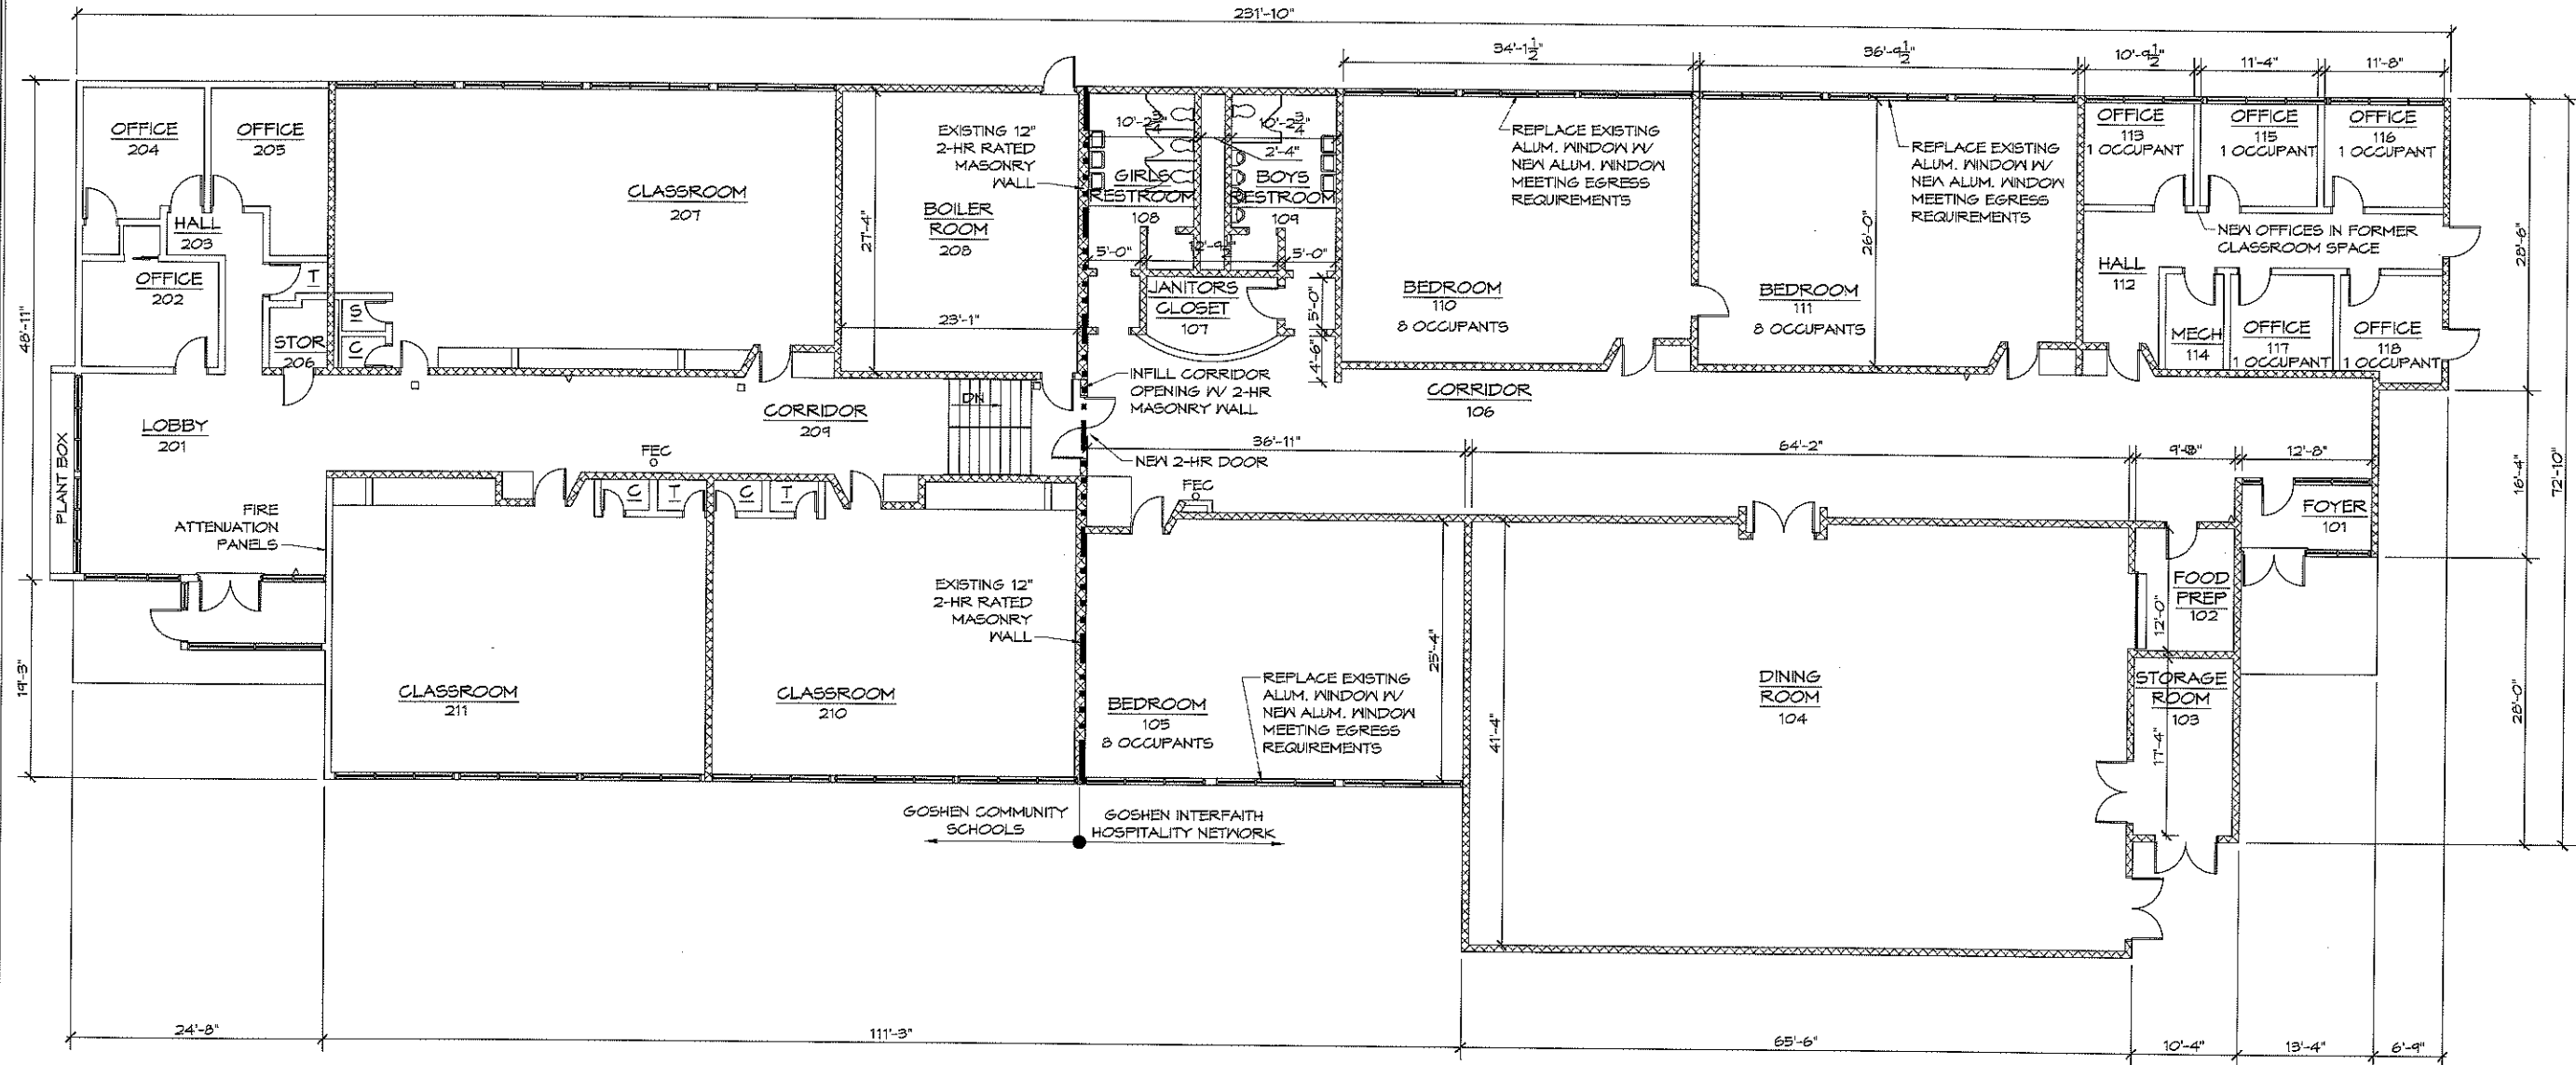 231'-10"
34'-1 1/2"
36'-9 1/2"
10'-9 1/2"
11'-4"
11'-8"
48'-11"
19'-3"
OFFICE
204
OFFICE
205
HALL
203
OFFICE
202
T
STOR
206
S
C
CLASSROOM
207
BOILER
ROOM
208
27'-4"
23'-1"
EXISTING 12"
2-HR RATED
MASONRY
WALL
10'-2 3/4"
10'-2 3/4"
2'-4"
GIRLS
RESTROOM
108
BOYS
RESTROOM
109
5'-0"
5'-0"
JANITORS
CLOSET
107
5'-0"
4'-6"
INFILL CORRIDOR
OPENING W/ 2-HR
MASONRY WALL
NEW 2-HR DOOR
REPLACE EXISTING
ALUM. WINDOW W/
NEW ALUM. WINDOW
MEETING EGRESS
REQUIREMENTS
BEDROOM
110
8 OCCUPANTS
26'-0"
REPLACE EXISTING
ALUM. WINDOW W/
NEW ALUM. WINDOW
MEETING EGRESS
REQUIREMENTS
BEDROOM
111
8 OCCUPANTS
OFFICE
113
1 OCCUPANT
OFFICE
115
1 OCCUPANT
OFFICE
116
1 OCCUPANT
NEW OFFICES IN FORMER
CLASSROOM SPACE
HALL
112
MECH
114
OFFICE
117
1 OCCUPANT
OFFICE
118
1 OCCUPANT
28'-6"
16'-4"
72'-10"
28'-0"
PLANT BOX
LOBBY
201
FIRE
ATTENUATION
PANELS
FEC
CORRIDOR
209
DN
CORRIDOR
106
36'-11"
64'-2"
12'-8"
FEC
FOYER
101
C
T
C
T
CLASSROOM
211
CLASSROOM
210
EXISTING 12"
2-HR RATED
MASONRY
WALL
BEDROOM
105
8 OCCUPANTS
REPLACE EXISTING
ALUM. WINDOW W/
NEW ALUM. WINDOW
MEETING EGRESS
REQUIREMENTS
25'-4"
41'-4"
DINING
ROOM
104
FOOD
PREP
102
12'-0"
STORAGE
ROOM
103
17'-4"
GOSHEN COMMUNITY
SCHOOLS
GOSHEN INTERFAITH
HOSPITALITY NETWORK
24'-8"
111'-3"
65'-6"
10'-4"
13'-4"
6'-9"